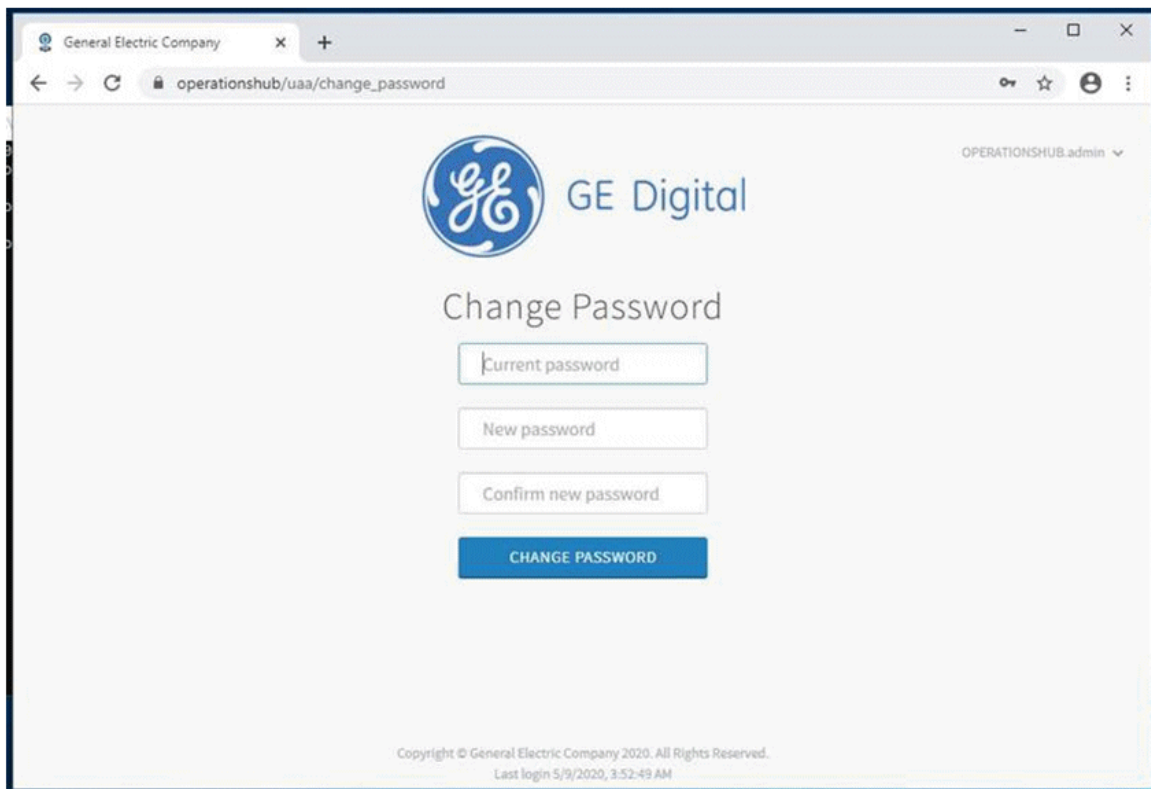 General Electric Company
operationshub/uaa/change_password
OPERATIONSHUB.admin
GE Digital
Change Password
Current password
New password
Confirm new password
CHANGE PASSWORD
Copyright © General Electric Company 2020. All Rights Reserved.
Last login 5/9/2020, 3:52:49 AM